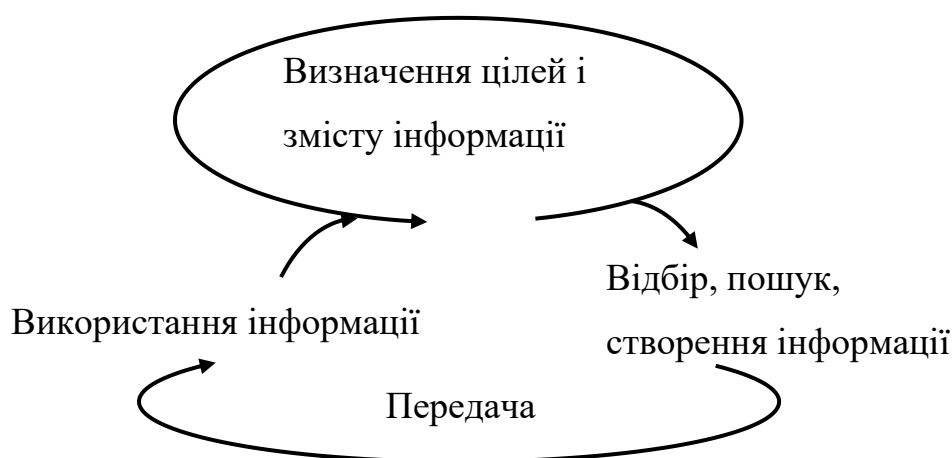 Визначення цілей і
змісту інформації
Відбір, пошук,
створення інформації
Використання інформації
Передача